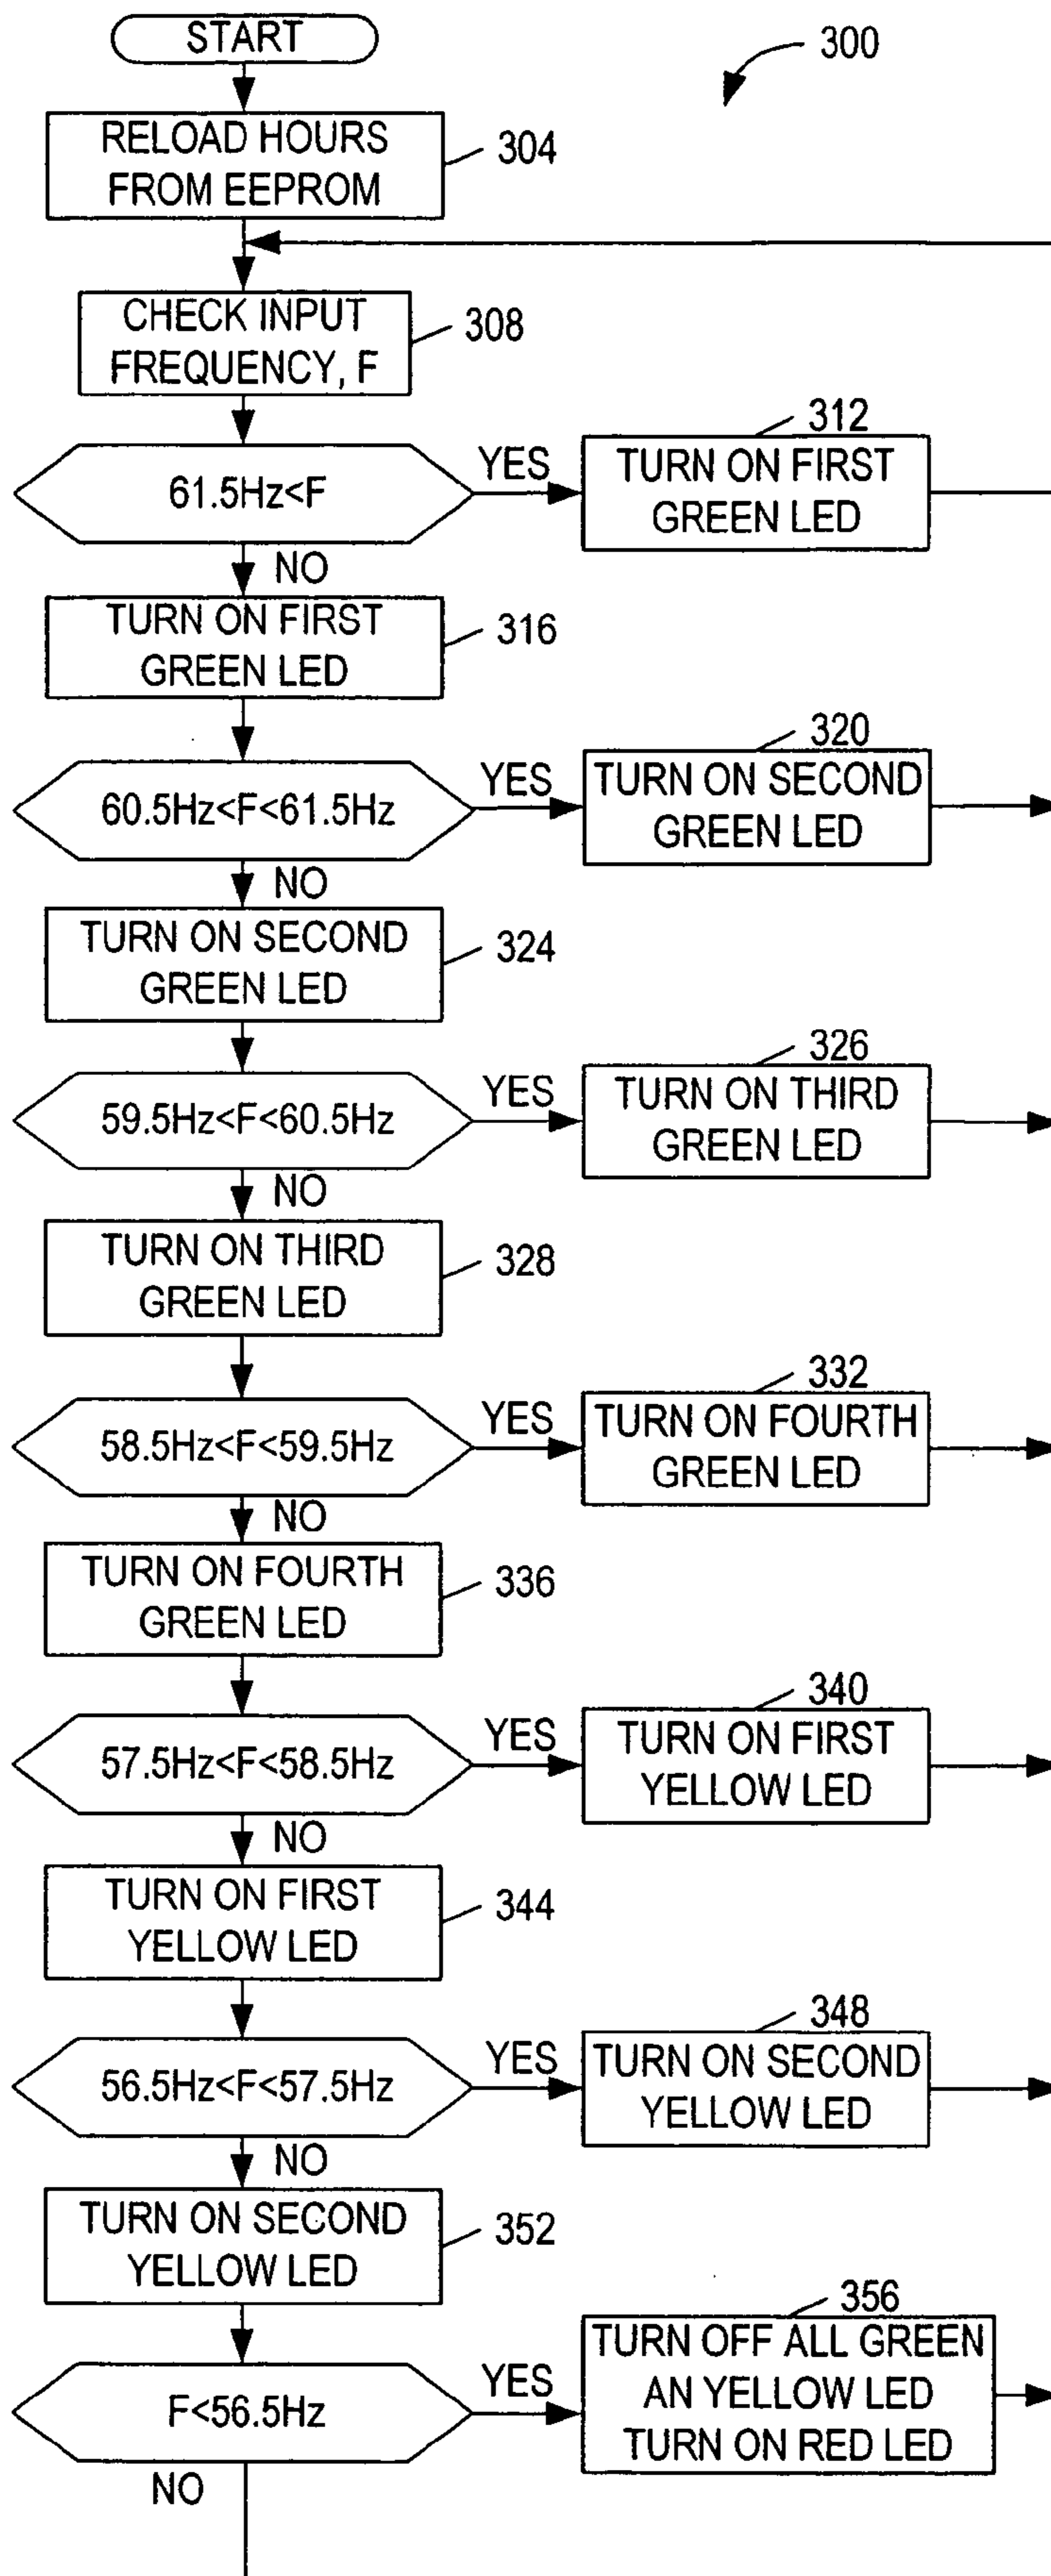 START
300
RELOAD HOURS
FROM EEPROM
304
CHECK INPUT
FREQUENCY, F
308
61.5Hz<F
YES
312
TURN ON FIRST
GREEN LED
NO
TURN ON FIRST
GREEN LED
316
60.5Hz<F<61.5Hz
YES
320
TURN ON SECOND
GREEN LED
NO
TURN ON SECOND
GREEN LED
324
59.5Hz<F<60.5Hz
YES
326
TURN ON THIRD
GREEN LED
NO
TURN ON THIRD
GREEN LED
328
58.5Hz<F<59.5Hz
YES
332
TURN ON FOURTH
GREEN LED
NO
TURN ON FOURTH
GREEN LED
336
57.5Hz<F<58.5Hz
YES
340
TURN ON FIRST
YELLOW LED
NO
TURN ON FIRST
YELLOW LED
344
56.5Hz<F<57.5Hz
YES
348
TURN ON SECOND
YELLOW LED
NO
TURN ON SECOND
YELLOW LED
352
F<56.5Hz
YES
356
TURN OFF ALL GREEN
AN YELLOW LED
TURN ON RED LED
NO